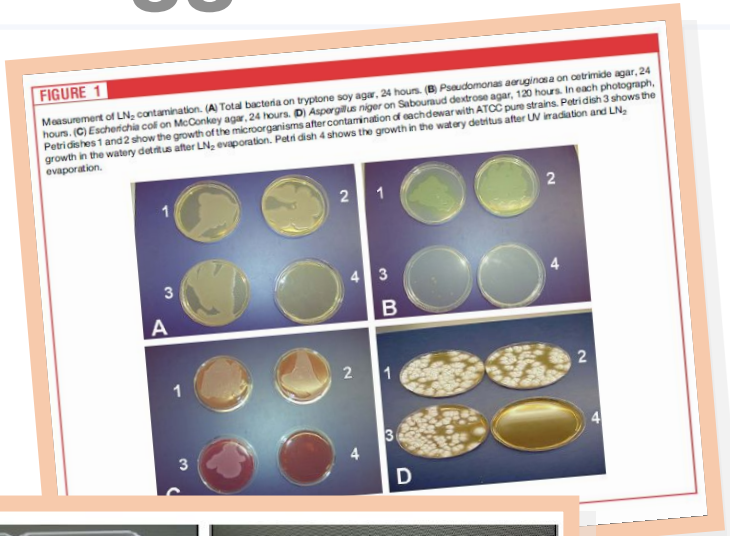 FIGURE 1
Measurement of LN₂ contamination. (A) Total bacteria on tryptone soy agar, 24 hours. (B) Pseudomonas aeruginosa on cetrimide agar, 24
hours. (C) Escherichia coli on McConkey agar, 24 hours. (D) Aspergillus niger on Sabouraud dextrose agar, 120 hours. In each photograph,
Petri dishes 1 and 2 show the growth of the microorganisms after contamination of each dewar with ATCC pure strains. Petri dish 3 shows the
growth in the watery detritus after LN₂ evaporation. Petri dish 4 shows the growth in the watery detritus after UV irradiation and LN₂
evaporation.
1 2
3 4
A
1 2
3 4
B
1 2
3 4
1 2
3 4
D